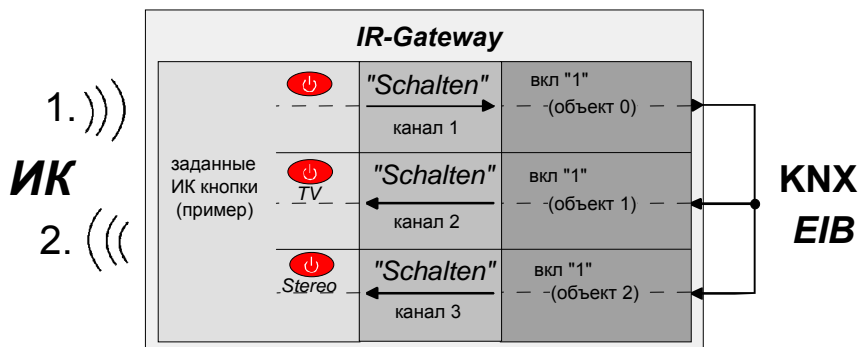 IR-Gateway
1.
ИК
2.
заданные
ИК кнопки
(пример)
"Schalten"
канал 1
вкл "1"
(объект 0)
TV
"Schalten"
канал 2
вкл "1"
(объект 1)
Stereo
"Schalten"
канал 3
вкл "1"
(объект 2)
KNX
EIB